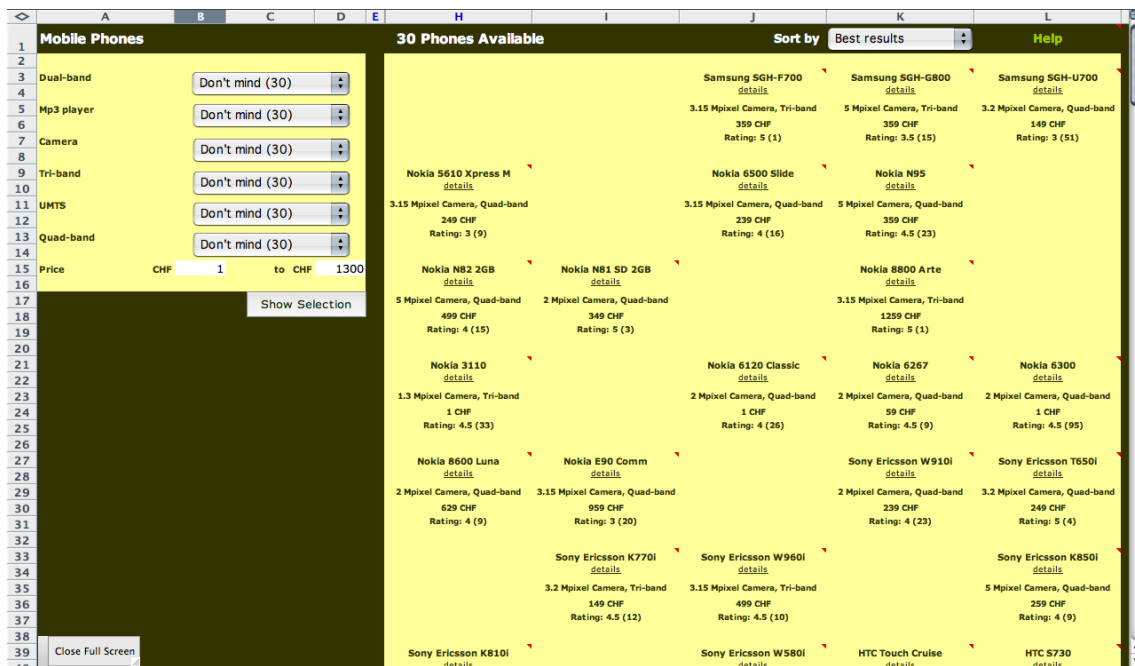 A B C D E H I J K L
1 Mobile Phones 30 Phones Available Sort by Best results Help
2
3 Dual-band Don't mind (30) Samsung SGH-F700 Samsung SGH-G800 Samsung SGH-U700
4 details details details
5 Mp3 player Don't mind (30) 3.15 Mpixel Camera, Tri-band 5 Mpixel Camera, Tri-band 3.2 Mpixel Camera, Quad-band
6 359 CHF 359 CHF 149 CHF
7 Camera Don't mind (30) Rating: 5 (1) Rating: 3.5 (15) Rating: 3 (51)
8
9 Tri-band Don't mind (30) Nokia 5610 Xpress M Nokia 6500 Slide Nokia N95
10 details details details
11 UMTS Don't mind (30) 3.15 Mpixel Camera, Quad-band 3.15 Mpixel Camera, Quad-band 5 Mpixel Camera, Quad-band
12 249 CHF 239 CHF 359 CHF
13 Quad-band Don't mind (30) Rating: 3 (9) Rating: 4 (16) Rating: 4.5 (23)
14
15 Price CHF 1 to CHF 1300 Nokia N82 2GB Nokia N81 SD 2GB Nokia 8800 Arte
16 details details details
17 Show Selection 5 Mpixel Camera, Quad-band 2 Mpixel Camera, Quad-band 3.15 Mpixel Camera, Tri-band
18 499 CHF 349 CHF 1259 CHF
19 Rating: 4 (15) Rating: 5 (3) Rating: 5 (1)
20
21 Nokia 3110 Nokia 6120 Classic Nokia 6267 Nokia 6300
22 details details details details
23 1.3 Mpixel Camera, Tri-band 2 Mpixel Camera, Quad-band 2 Mpixel Camera, Quad-band 2 Mpixel Camera, Quad-band
24 1 CHF 1 CHF 59 CHF 1 CHF
25 Rating: 4.5 (33) Rating: 4 (26) Rating: 4.5 (9) Rating: 4.5 (95)
26
27 Nokia 8600 Luna Nokia E90 Comm Sony Ericsson W910i Sony Ericsson T650i
28 details details details details
29 2 Mpixel Camera, Quad-band 3.15 Mpixel Camera, Quad-band 2 Mpixel Camera, Quad-band 3.2 Mpixel Camera, Quad-band
30 629 CHF 959 CHF 239 CHF 249 CHF
31 Rating: 4 (9) Rating: 3 (20) Rating: 4 (23) Rating: 5 (4)
32
33 Sony Ericsson K770i Sony Ericsson W960i Sony Ericsson K850i
34 details details details
35 3.2 Mpixel Camera, Tri-band 3.15 Mpixel Camera, Tri-band 5 Mpixel Camera, Quad-band
36 149 CHF 499 CHF 259 CHF
37 Rating: 4.5 (12) Rating: 4.5 (10) Rating: 4 (9)
38
39 Close Full Screen Sony Ericsson K810i Sony Ericsson W580i HTC Touch Cruise HTC S730
details details details details